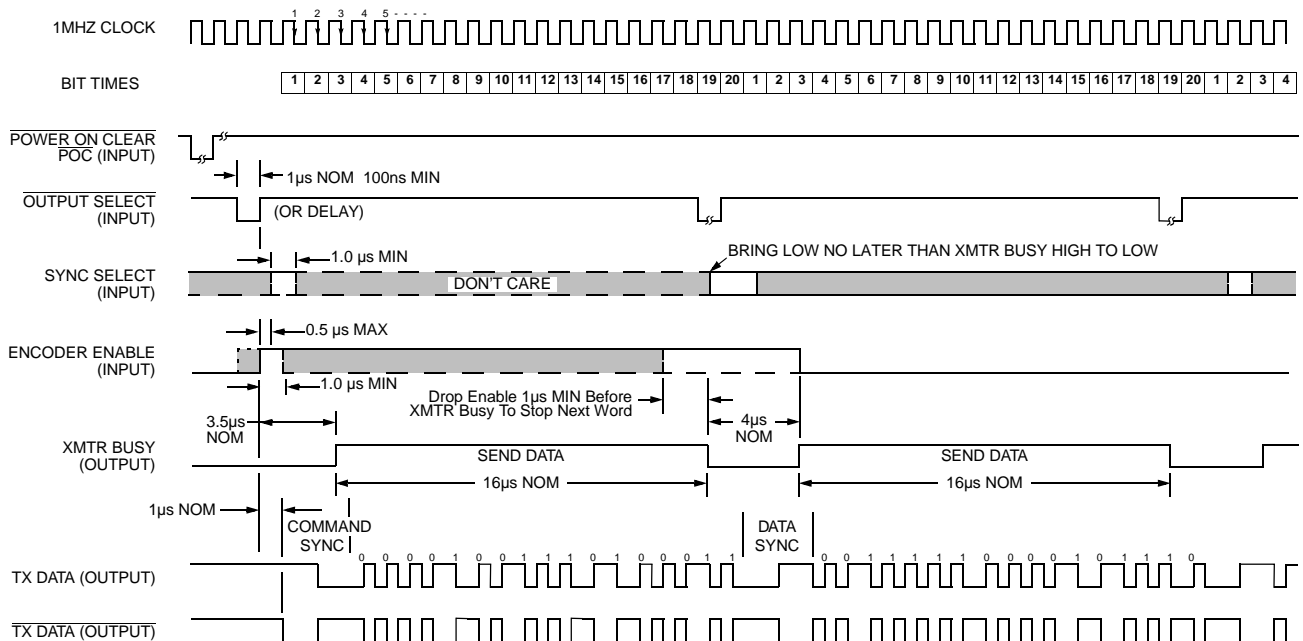 1 2 3 4 5 - - - -
1MHZ CLOCK
BIT TIMES
1 2 3 4 5 6 7 8 9 10 11 12 13 14 15 16 17 18 19 20 1 2 3 4 5 6 7 8 9 10 11 12 13 14 15 16 17 18 19 20 1 2 3 4
POWER ON CLEAR
POC (INPUT)
1µs NOM 100ns MIN
OUTPUT SELECT
(INPUT)
(OR DELAY)
BRING LOW NO LATER THAN XMTR BUSY HIGH TO LOW
1.0 µs MIN
SYNC SELECT
(INPUT)
DON'T CARE
0.5 µs MAX
ENCODER ENABLE
(INPUT)
1.0 µs MIN
Drop Enable 1µs MIN Before
XMTR Busy To Stop Next Word
3.5µs
NOM
4µs
NOM
XMTR BUSY
(OUTPUT)
SEND DATA
SEND DATA
16µs NOM
16µs NOM
1µs NOM
COMMAND
SYNC
DATA
SYNC
0 0 0 0 1 0 0 1 1 1 0 1 0 0 0 1 1
0 0 1 1 1 1 1 0 0 0 0 1 0 1 1 1 0
TX DATA (OUTPUT)
TX DATA (OUTPUT)